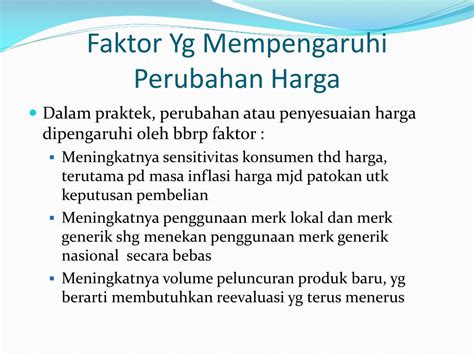 Faktor Yg Mempengaruhi
Perubahan Harga
Dalam praktek, perubahan atau penyesuaian harga
dipengaruhi oleh bbrp faktor :
Meningkatnya sensitivitas konsumen thd harga,
terutama pd masa inflasi harga mjd patokan utk
keputusan pembelian
Meningkatnya penggunaan merk lokal dan merk
generik shg menekan penggunaan merk generik
nasional secara bebas
Meningkatnya volume peluncuran produk baru, yg
berarti membutuhkan reevaluasi yg terus menerus